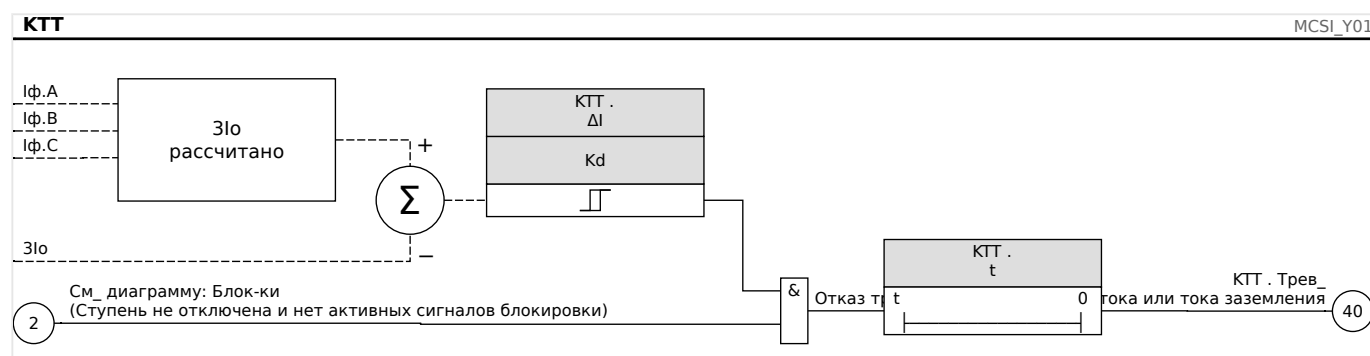 КТТ
MCSI_Y01
Iф.A
Iф.B
Iф.C
3Io
рассчитано
+
Σ
−
3Io
КТТ .
ΔI
Kd
2
См_ диаграмму: Блок-ки
(Ступень не отключена и нет активных сигналов блокировки)
&
Отказ
КТТ .
t
t
0
КТТ . Трев_
тока или тока заземления
40